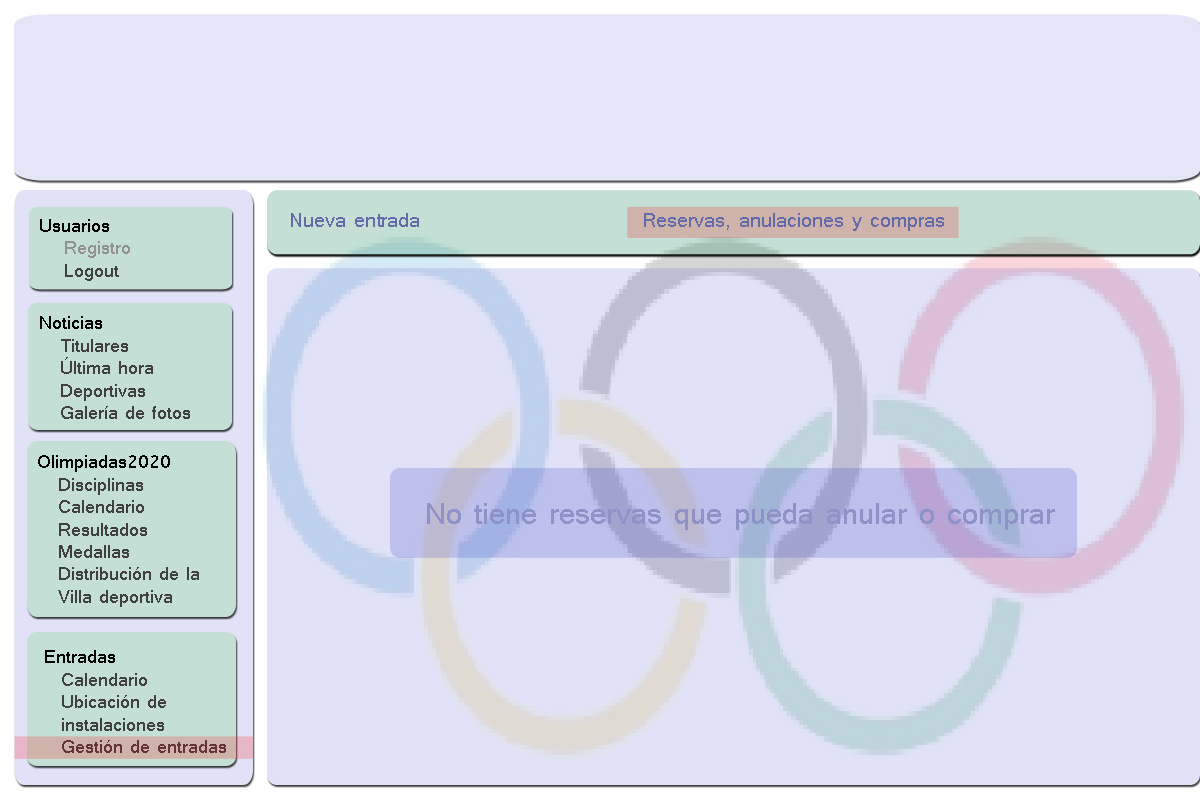 Usuarios
Registro
Logout
Noticias
Titulares
Última hora
Deportivas
Galería de fotos
Olimpiadas2020
Disciplinas
Calendario
Resultados
Medallas
Distribución de la
Villa deportiva
Entradas
Calendario
Ubicación de
instalaciones
Gestión de entradas
Nueva entrada
Reservas, anulaciones y compras
No tiene reservas que pueda anular o comprar